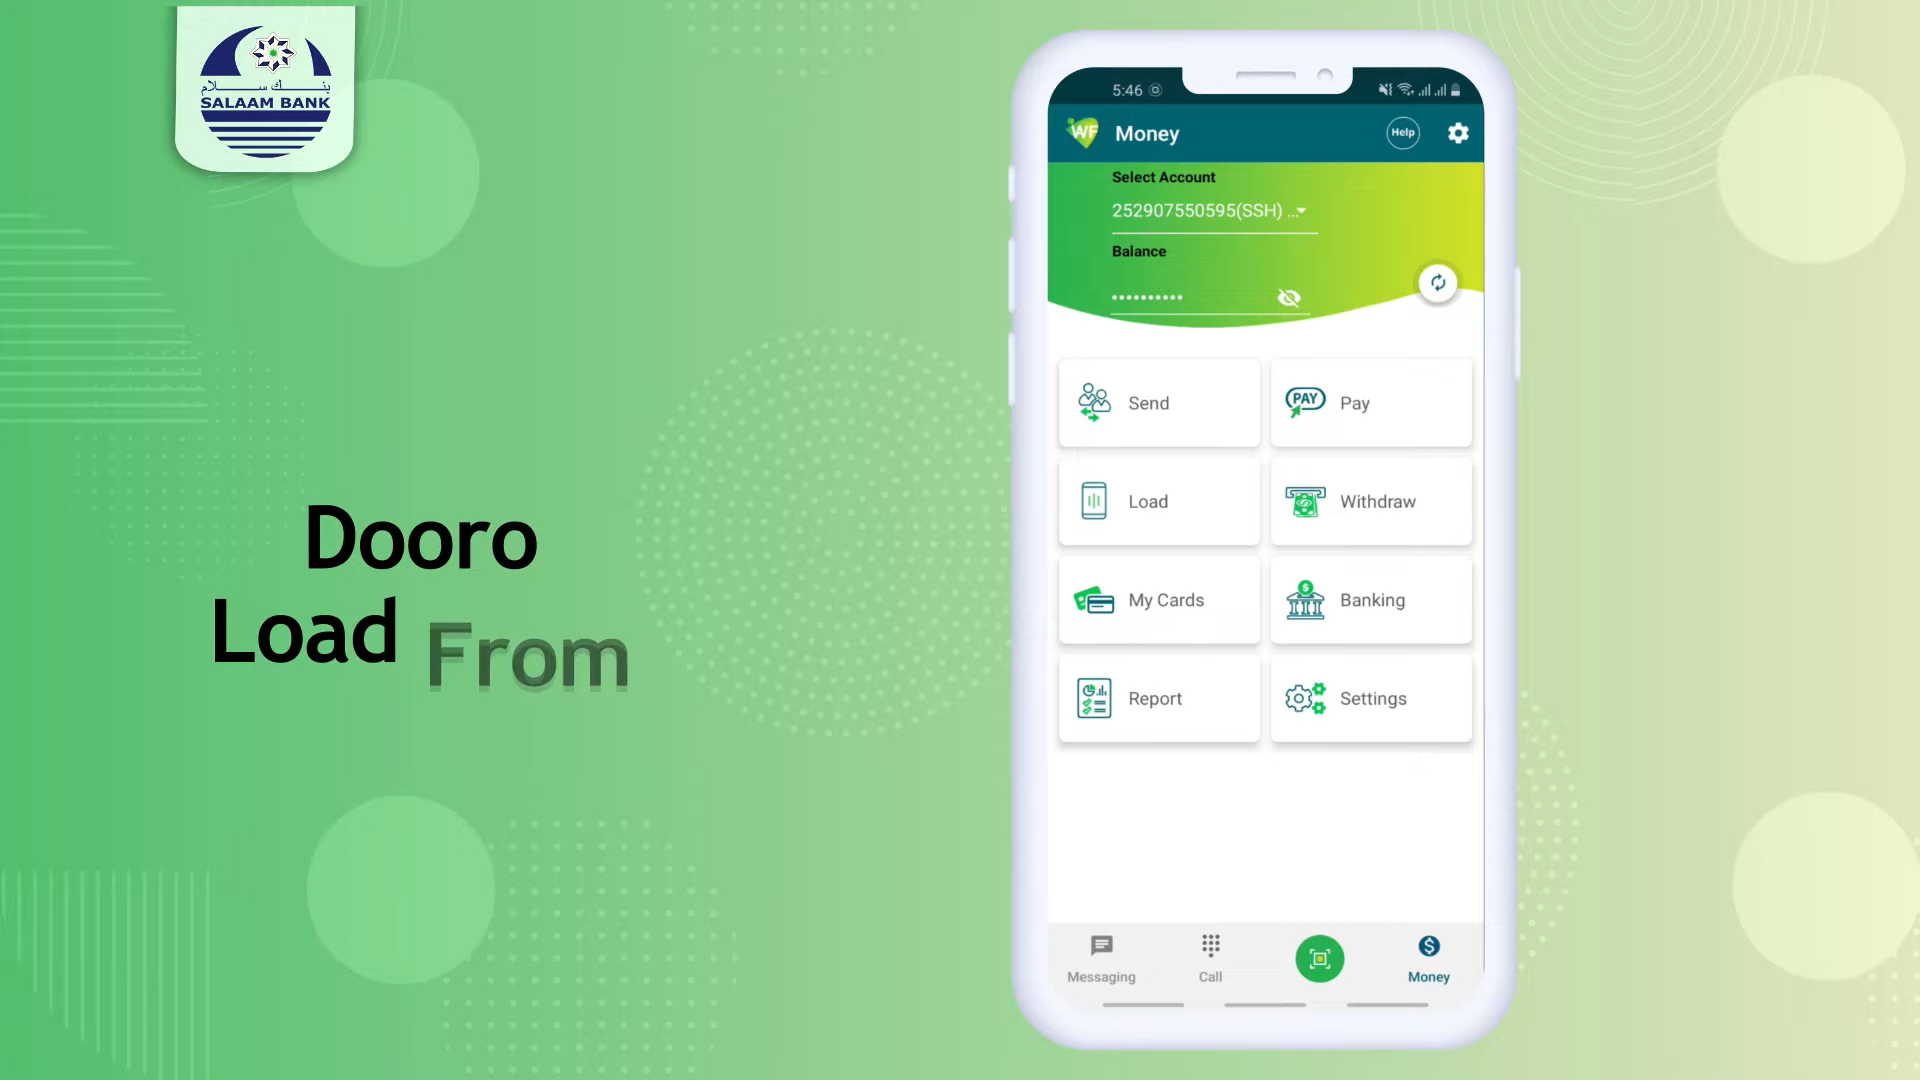 بنك سلام
SALAAM BANK
Dooro
Load From
5:46
WF Money
Help
Select Account
252907550595(SSH) ...
Balance
Send
PAY Pay
Load
Withdraw
My Cards
Banking
Report
Settings
Messaging
Call
Money